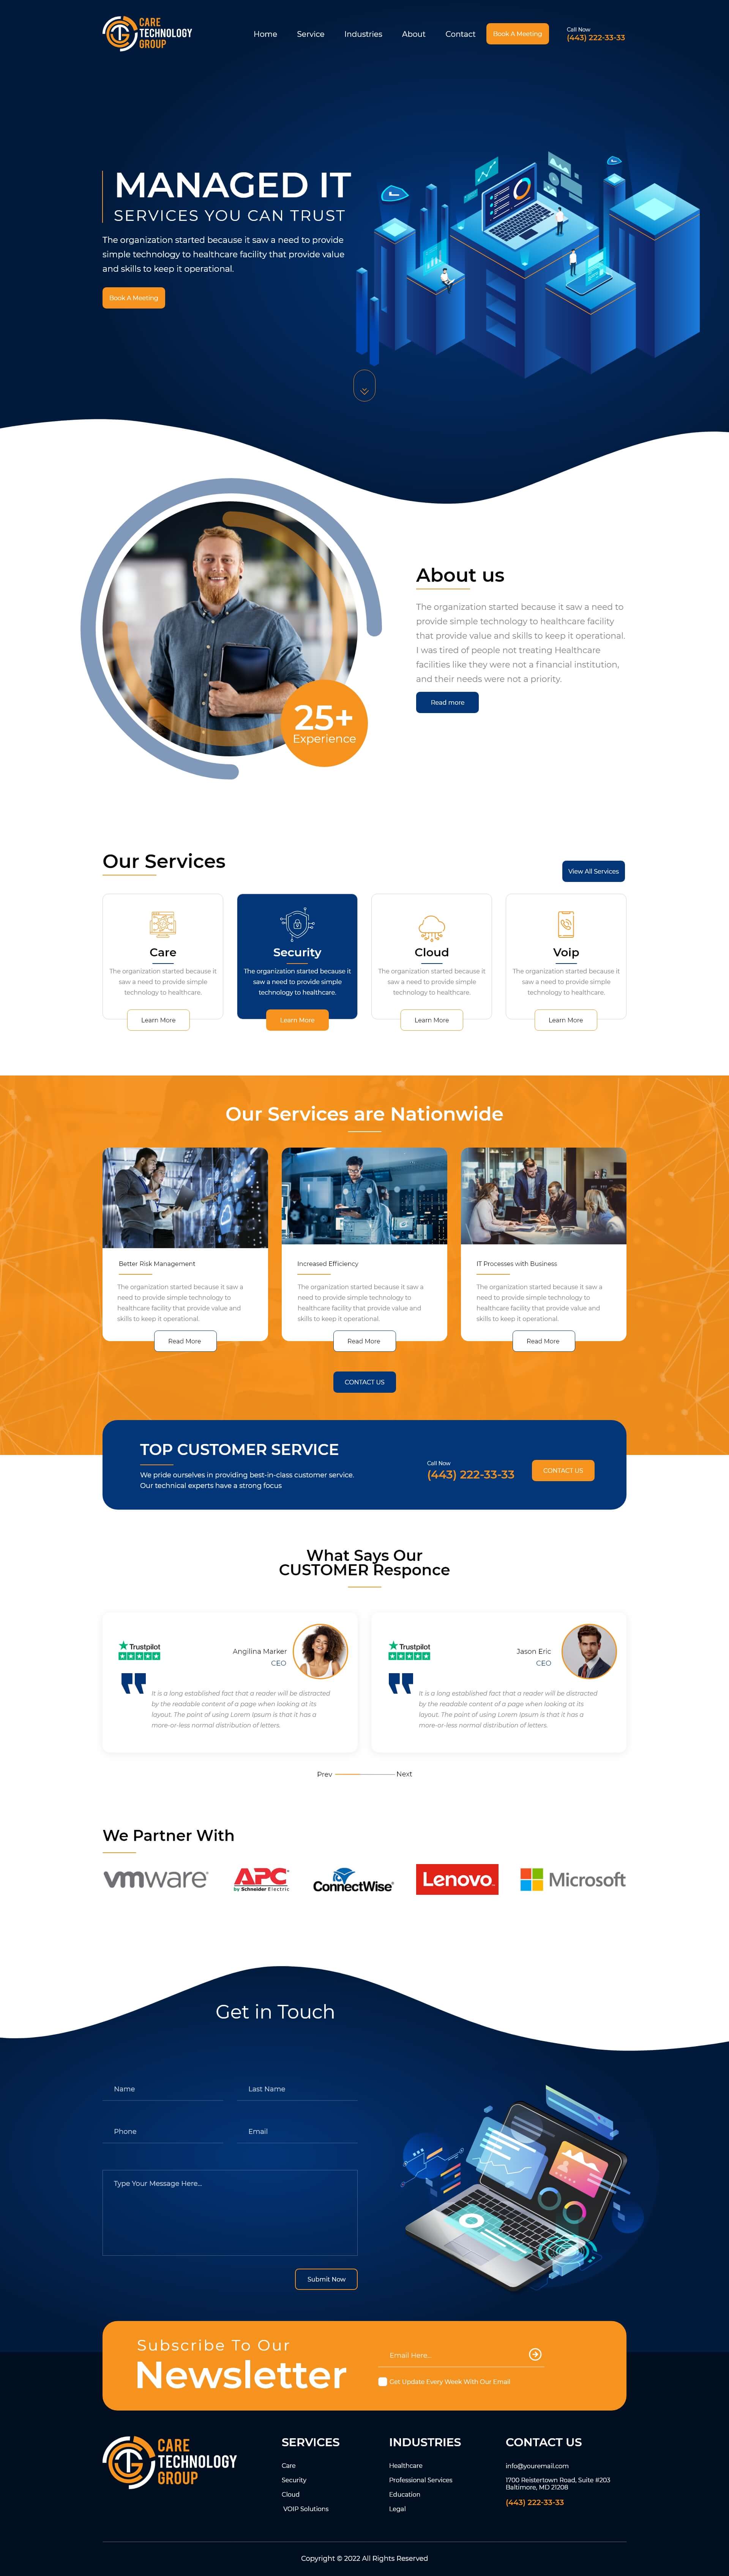 CARE
TECHNOLOGY
GROUP
Home Service Industries About Contact Book A Meeting
Call Now
(443) 222-33-33
MANAGED IT
SERVICES YOU CAN TRUST
The organization started because it saw a need to provide
simple technology to healthcare facility that provide value
and skills to keep it operational.
Book A Meeting
25+
Experience
About us
The organization started because it saw a need to
provide simple technology to healthcare facility
that provide value and skills to keep it operational.
I was tired of people not treating Healthcare
facilities like they were not a financial institution,
and their needs were not a priority.
Read more
Our Services
View All Services
Care
The organization started because it
saw a need to provide simple
technology to healthcare.
Learn More
Security
The organization started because it
saw a need to provide simple
technology to healthcare.
Learn More
Cloud
The organization started because it
saw a need to provide simple
technology to healthcare.
Learn More
Voip
The organization started because it
saw a need to provide simple
technology to healthcare.
Learn More
Our Services are Nationwide
Better Risk Management
The organization started because it saw a
need to provide simple technology to
healthcare facility that provide value and
skills to keep it operational.
Read More
Increased Efficiency
The organization started because it saw a
need to provide simple technology to
healthcare facility that provide value and
skills to keep it operational.
Read More
IT Processes with Business
The organization started because it saw a
need to provide simple technology to
healthcare facility that provide value and
skills to keep it operational.
Read More
CONTACT US
TOP CUSTOMER SERVICE
We pride ourselves in providing best-in-class customer service.
Our technical experts have a strong focus
Call Now
(443) 222-33-33
CONTACT US
What Says Our
CUSTOMER Responce
Trustpilot
Angilina Marker
CEO
It is a long established fact that a reader will be distracted
by the readable content of a page when looking at its
layout. The point of using Lorem Ipsum is that it has a
more-or-less normal distribution of letters.
Trustpilot
Jason Eric
CEO
It is a long established fact that a reader will be distracted
by the readable content of a page when looking at its
layout. The point of using Lorem Ipsum is that it has a
more-or-less normal distribution of letters.
Prev Next
We Partner With
vmware®
APC
by Schneider Electric
ConnectWise®
Lenovo
Microsoft
Get in Touch
Name Last Name
Phone Email
Type Your Message Here...
Submit Now
Subscribe To Our
Newsletter
Email Here...
Get Update Every Week With Our Email
CARE
TECHNOLOGY
GROUP
SERVICES
Care
Security
Cloud
VOIP Solutions
INDUSTRIES
Healthcare
Professional Services
Education
Legal
CONTACT US
info@youremail.com
1700 Reistertown Road, Suite #203
Baltimore, MD 21208
(443) 222-33-33
Copyright © 2022 All Rights Reserved